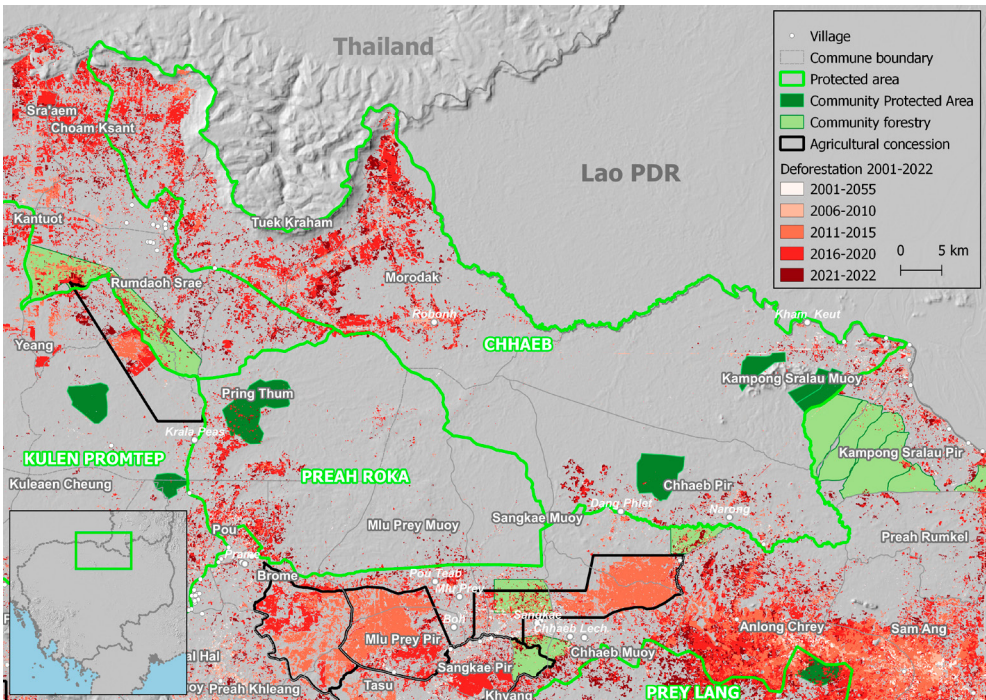 Thailand
Village
Commune boundary
Protected area
Community Protected Area
Community forestry
Agricultural concession
Deforestation 2001-2022
2001-2055
2006-2010
2011-2015
2016-2020
2021-2022
0 5 km
Sra'aem
Choam Ksant
Lao PDR
Kantuot
Tuek Kraham
Rumdaoh Srae
Morodak
Robonh
Kham Keut
Yeang
CHHAEB
Pring Thum
Kampong Sralau Muoy
Krala Peas
KULEN PROMTEP
PREAH ROKA
Kampong Sralau Pir
Kuleaen Cheung
Chhaeb Pir
Dang Phlet
Narong
Mlu Prey Muoy
Sangkae Muoy
Pou
Preah Rumkel
Brome
Mlu Prey
Boh
Sangkae
Chhaeb Lech
Anlong Chrey
Sam Ang
Mlu Prey Pir
Chhaeb Muoy
Sangkae Pir
al Hal
Tasu
oy Preah Khleang
Khyang
PREY LANG